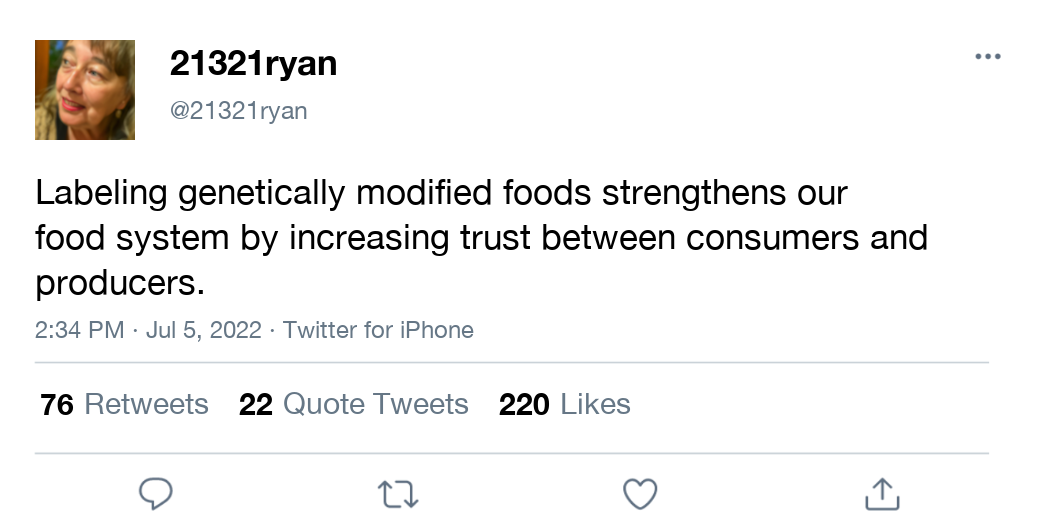 21321ryan
@21321ryan
Labeling genetically modified foods strengthens our
food system by increasing trust between consumers and
producers.
2:34 PM · Jul 5, 2022 · Twitter for iPhone
76 Retweets 22 Quote Tweets 220 Likes